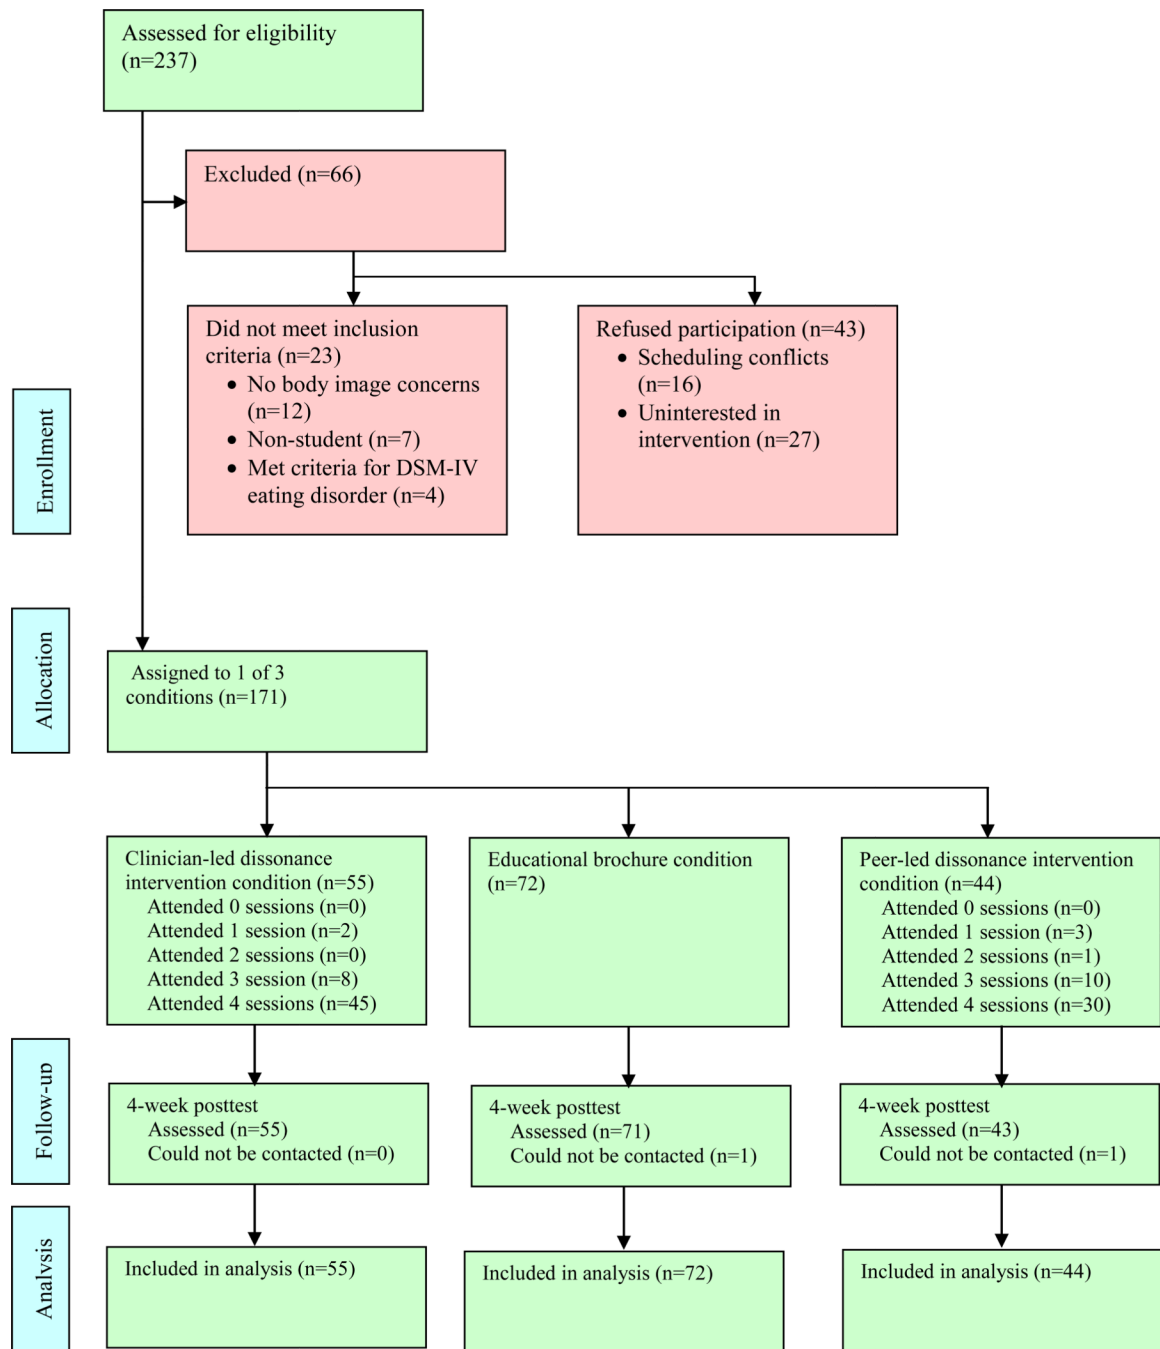 Assessed for eligibility
(n=237)
Excluded (n=66)
Did not meet inclusion
criteria (n=23)
• No body image concerns
(n=12)
• Non-student (n=7)
• Met criteria for DSM-IV
eating disorder (n=4)
Refused participation (n=43)
• Scheduling conflicts
(n=16)
• Uninterested in
intervention (n=27)
Enrollment
Allocation
Assigned to 1 of 3
conditions (n=171)
Clinician-led dissonance
intervention condition (n=55)
Attended 0 sessions (n=0)
Attended 1 session (n=2)
Attended 2 sessions (n=0)
Attended 3 session (n=8)
Attended 4 sessions (n=45)
Educational brochure condition
(n=72)
Peer-led dissonance intervention
condition (n=44)
Attended 0 sessions (n=0)
Attended 1 session (n=3)
Attended 2 sessions (n=1)
Attended 3 sessions (n=10)
Attended 4 sessions (n=30)
Follow-up
4-week posttest
Assessed (n=55)
Could not be contacted (n=0)
4-week posttest
Assessed (n=71)
Could not be contacted (n=1)
4-week posttest
Assessed (n=43)
Could not be contacted (n=1)
Analysis
Included in analysis (n=55)
Included in analysis (n=72)
Included in analysis (n=44)